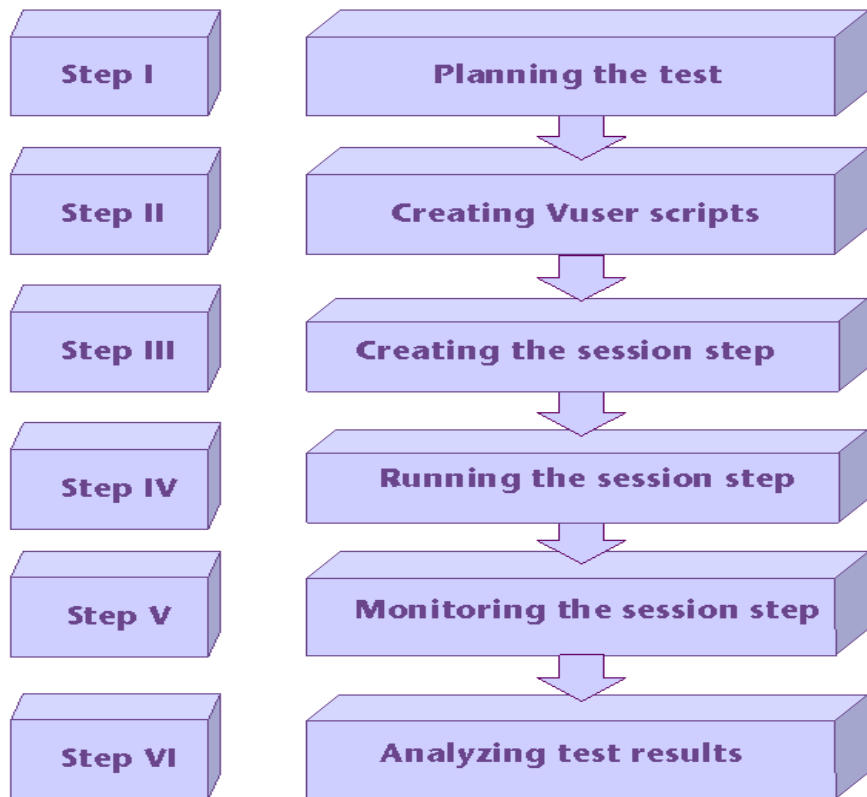 Step I
Planning the test
Step II
Creating Vuser scripts
Step III
Creating the session step
Step IV
Running the session step
Step V
Monitoring the session step
Step VI
Analyzing test results